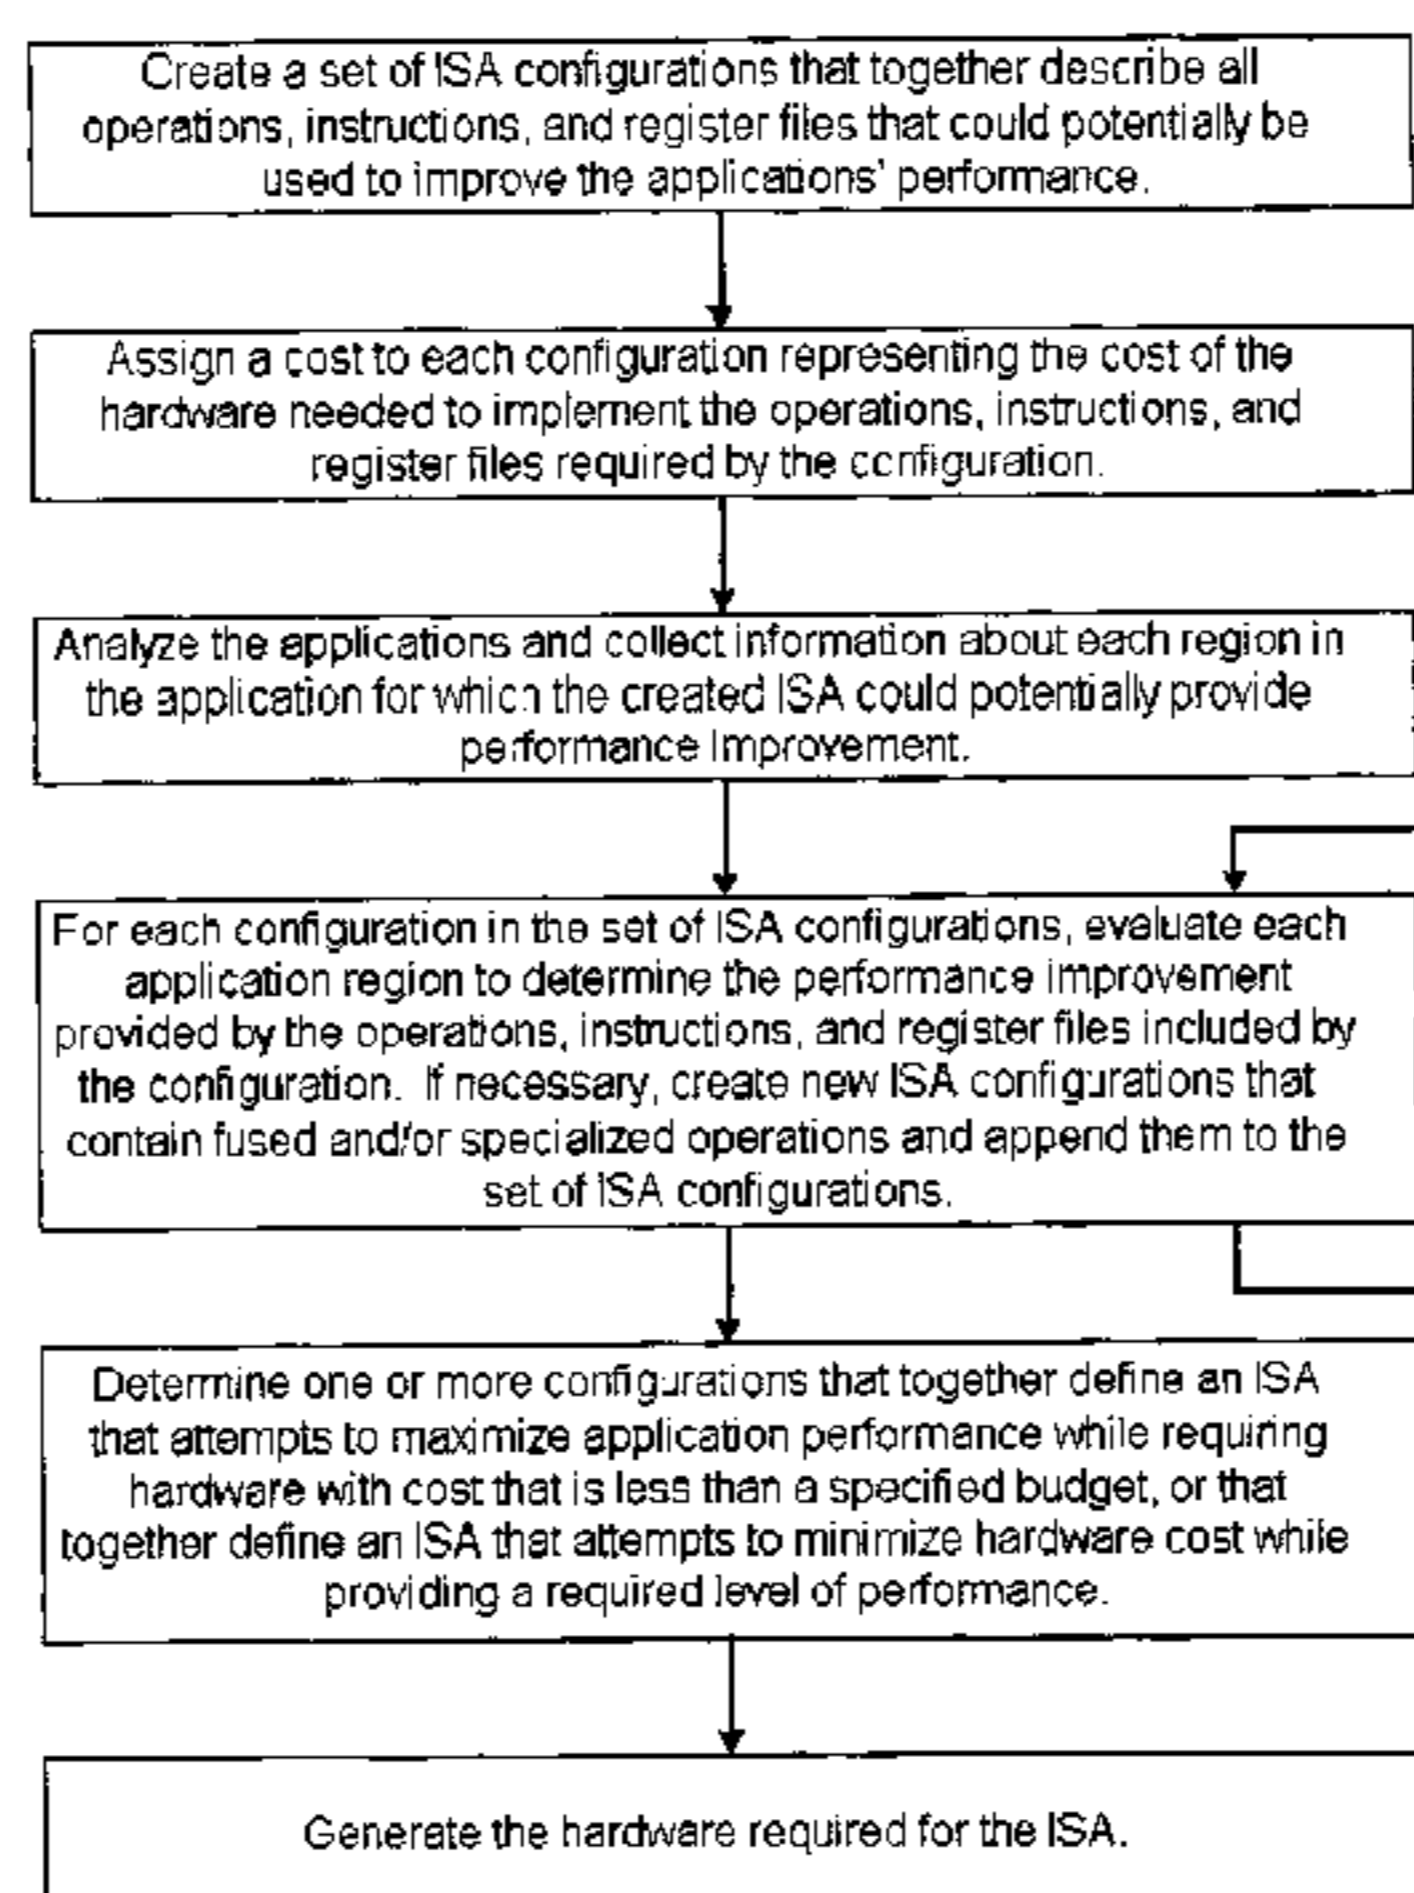 Create a set of ISA configurations that together describe all
operations, instructions, and register files that could potentially be
used to improve the applications' performance.
Assign a cost to each configuration representing the cost of the
hardware needed to implement the operations, instructions, and
register files required by the configuration.
Analyze the applications and collect information about each region in
the application for which the created ISA could potentially provide
performance Improvement.
For each configuration in the set of ISA configurations, evaluate each
application region to determine the performance improvement
provided by the operations, instructions, and register files included by
the configuration. If necessary, create new ISA configurations that
contain fused and/or specialized operations and append them to the
set of ISA configurations.
Determine one or more configurations that together define an ISA
that attempts to maximize application performance while requiring
hardware with cost that is less than a specified budget, or that
together define an ISA that attempts to minimize hardware cost while
providing a required level of performance.
Generate the hardware required for the ISA.